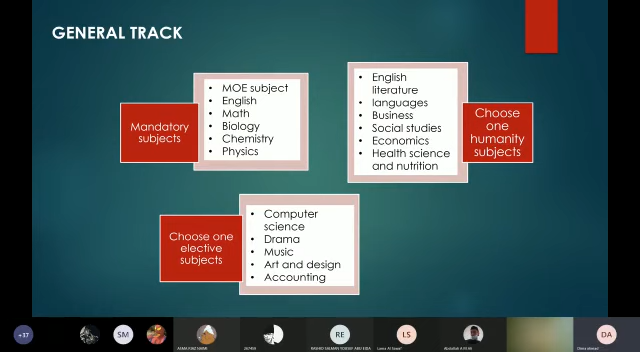 GENERAL TRACK
Mandatory
subjects
• MOE subject
• English
• Math
• Biology
• Chemistry
• Physics
• English
literature
• languages
• Business
• Social studies
• Economics
• Health science
and nutrition
Choose
one
humanity
subjects
Choose one
elective
subjects
• Computer
science
• Drama
• Music
• Art and design
• Accounting
+37
SM
RE
LS
DA